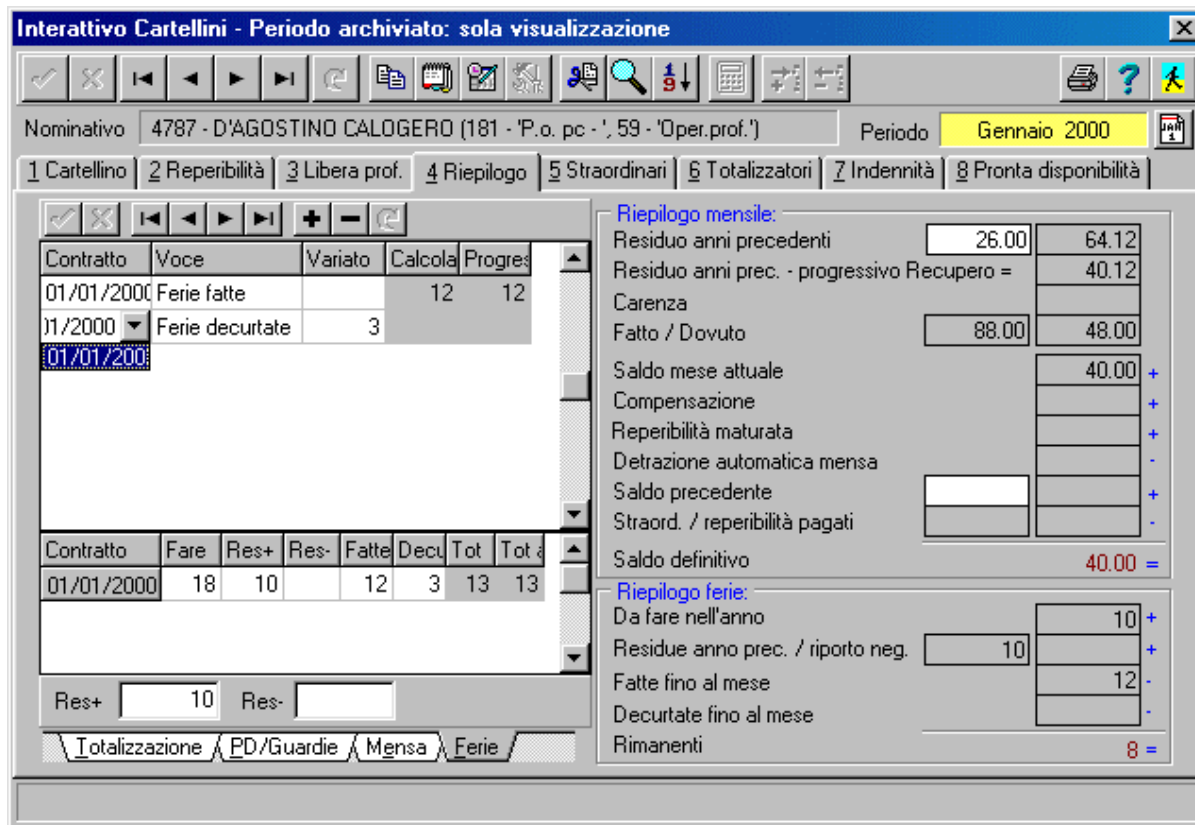 Interattivo Cartellini - Periodo archiviato: sola visualizzazione
Nominativo 4787 - D'AGOSTINO CALOGERO (181 - 'P.o. pc - ', 59 - 'Oper.prof.') Periodo Gennaio 2000
1 Cartellino 2 Reperibilità 3 Libera prof. 4 Riepilogo 5 Straordinari 6 Totalizzatori 7 Indennità 8 Pronta disponibilità
Contratto Voce Variato Calcola Progres
01/01/2000 Ferie fatte 12 12
01/2000 Ferie decurtate 3
01/01/200
Contratto Fare Res+ Res- Fatte Decu Tot Tot a
01/01/2000 18 10 12 3 13 13
Res+ 10 Res-
Totalizzazione PD/Guardie Mensa Ferie
Riepilogo mensile:
Residuo anni precedenti 26.00 64.12
Residuo anni prec. - progressivo Recupero = 40.12
Carenza
Fatto / Dovuto 88.00 48.00
Saldo mese attuale 40.00 +
Compensazione +
Reperibilità maturata +
Detrazione automatica mensa -
Saldo precedente +
Straord. / reperibilità pagati -
Saldo definitivo 40.00 =
Riepilogo ferie:
Da fare nell'anno 10 +
Residue anno prec. / riporto neg. 10 +
Fatte fino al mese 12 -
Decurtate fino al mese -
Rimanenti 8 =